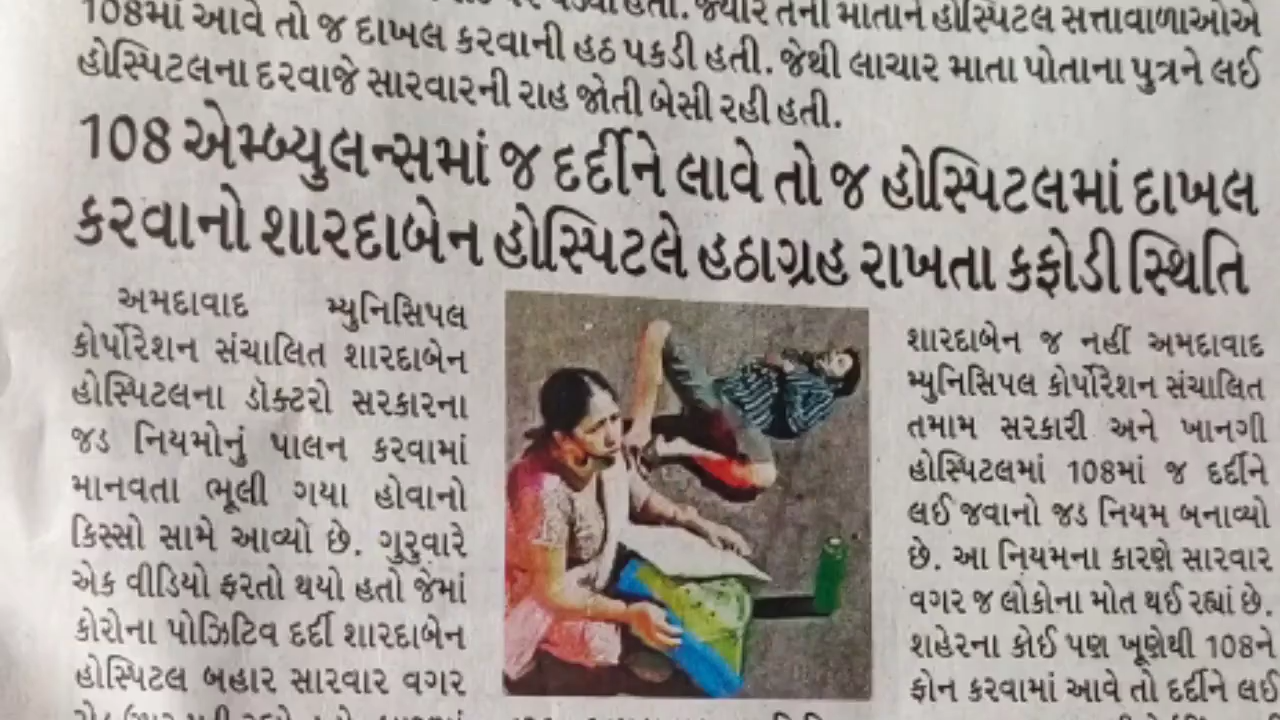 હતી. જ્યારે તેની માતાને હોસ્પિટલ સત્તાવાળાઓએ
108માં આવે તો જ દાખલ કરવાની હઠ પકડી હતી. જેથી લાચાર માતા પોતાના પુત્રને લઈ
હોસ્પિટલના દરવાજે સારવારની રાહ જોતી બેસી રહી હતી.
108 એમ્બ્યુલન્સમાં જ દર્દીને લાવે તો જ હોસ્પિટલમાં દાખલ
કરવાનો શારદાબેન હોસ્પિટલે હઠાગ્રહ રાખતા કફોડી સ્થિતિ
અમદાવાદ મ્યુનિસિપલ
કોર્પોરેશન સંચાલિત શારદાબેન
હોસ્પિટલના ડૉક્ટરો સરકારના
જડ નિયમોનું પાલન કરવામાં
માનવતા ભૂલી ગયા હોવાનો
કિસ્સો સામે આવ્યો છે. ગુરુવારે
એક વીડિયો ફરતો થયો હતો જેમાં
કોરોના પોઝિટિવ દર્દી શારદાબેન
હોસ્પિટલ બહાર સારવાર વગર
શારદાબેન જ નહીં અમદાવાદ
મ્યુનિસિપલ કોર્પોરેશન સંચાલિત
તમામ સરકારી અને ખાનગી
હોસ્પિટલમાં 108માં જ દર્દીને
લઈ જવાનો જડ નિયમ બનાવ્યો
છે. આ નિયમના કારણે સારવાર
વગર જ લોકોના મોત થઈ રહ્યાં છે.
શહેરના કોઈ પણ ખૂણેથી 108ને
ફોન કરવામાં આવે તો દર્દીને લઈ